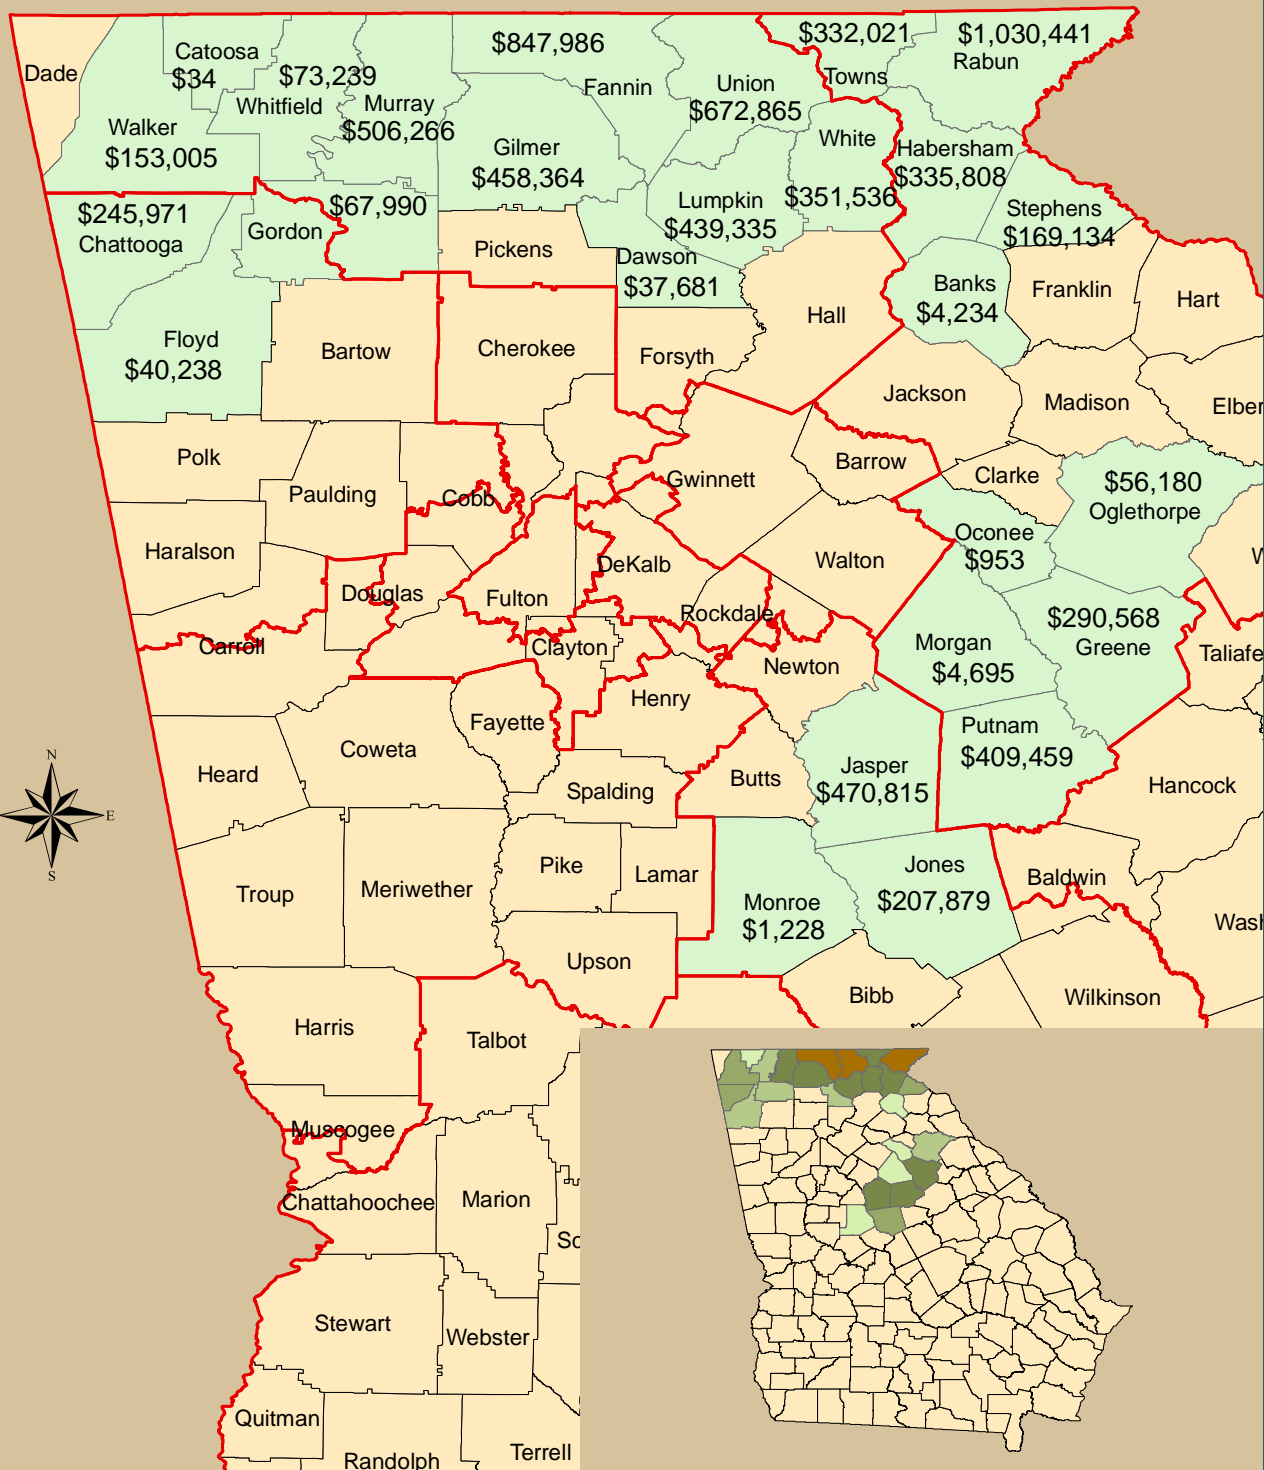 $847,986
$332,021
$1,030,441
Catoosa
$34
Rabun
Dade
$73,239
Towns
Fannin
Union
$672,865
Whitfield
Murray
$506,266
Walker
$153,005
White
Gilmer
$458,364
Habersham
$335,808
$351,536
Lumpkin
$439,335
$245,971
Chattooga
$67,990
Gordon
Stephens
$169,134
Pickens
Dawson
$37,681
Banks
$4,234
Franklin
Hart
Hall
Floyd
$40,238
Bartow
Cherokee
Forsyth
Jackson
Madison
Elber
Polk
Paulding
Cobb
Gwinnett
Barrow
Clarke
$56,180
Oglethorpe
Haralson
Oconee
$953
Walton
W
DeKalb
Douglas
Fulton
Rockdale
$290,568
Greene
Carroll
Clayton
Morgan
$4,695
Taliafe
Newton
Henry
Fayette
Coweta
Putnam
$409,459
Heard
Spalding
Butts
Jasper
$470,815
Hancock
N
E
S
Troup
Meriwether
Pike
Lamar
Jones
$207,879
Baldwin
Monroe
$1,228
Wash
Upson
Bibb
Wilkinson
Harris
Talbot
Muscogee
Chattahoochee
Marion
Sc
Stewart
Webster
Quitman
Randolph
Terrell